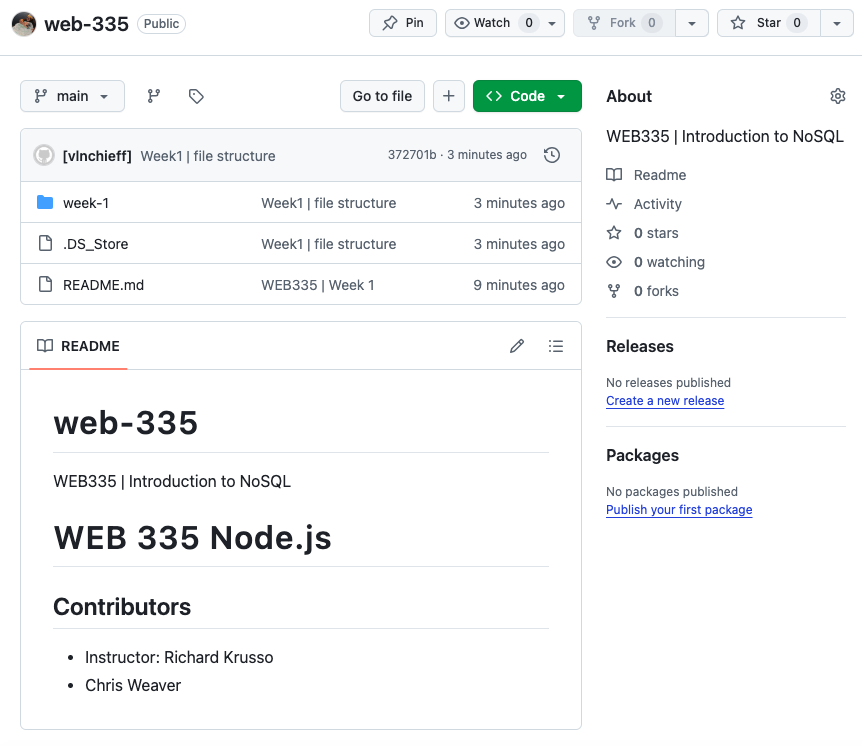 web-335 Public Pin Watch 0 Fork 0 Star 0
main Go to file + <> Code
[vlnchieff] Week1 | file structure 372701b · 3 minutes ago
week-1 Week1 | file structure 3 minutes ago
.DS_Store Week1 | file structure 3 minutes ago
README.md WEB335 | Week 1 9 minutes ago
README
web-335
WEB335 | Introduction to NoSQL
WEB 335 Node.js
Contributors
• Instructor: Richard Krusso
• Chris Weaver
About
WEB335 | Introduction to NoSQL
Readme
Activity
0 stars
0 watching
0 forks
Releases
No releases published
Create a new release
Packages
No packages published
Publish your first package